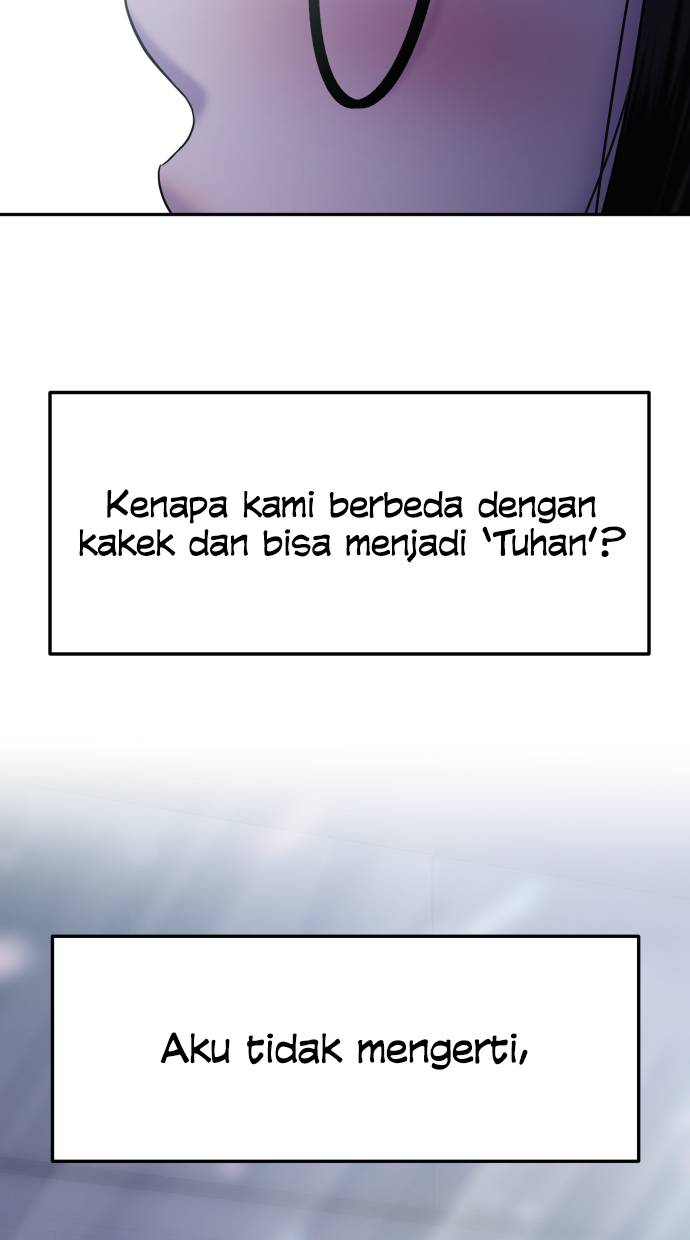 Kenapa kami berbeda dengan
kakek dan bisa menjadi 'Tuhan'?
Aku tidak mengerti,